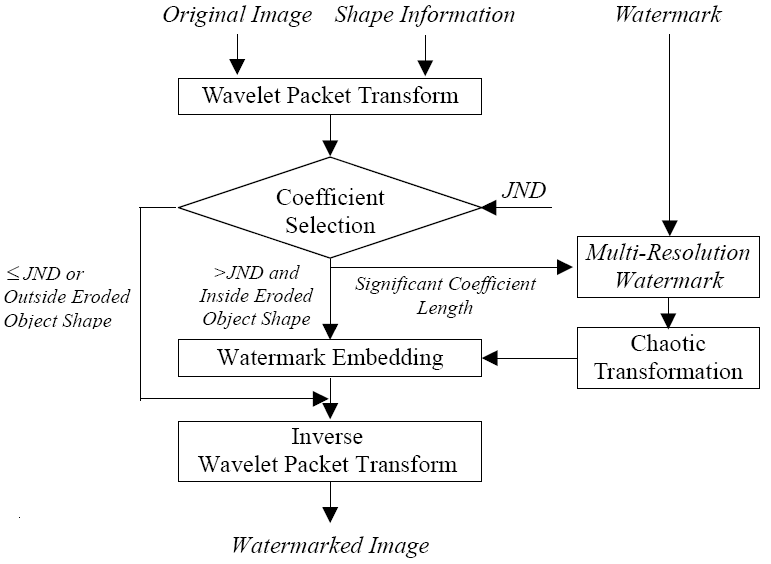 Original Image
Shape Information
Watermark
Wavelet Packet Transform
Coefficient
Selection
JND
≤ JND or
Outside Eroded
Object Shape
>JND and
Inside Eroded
Object Shape
Significant Coefficient
Length
Multi-Resolution
Watermark
Watermark Embedding
Chaotic
Transformation
Inverse
Wavelet Packet Transform
Watermarked Image